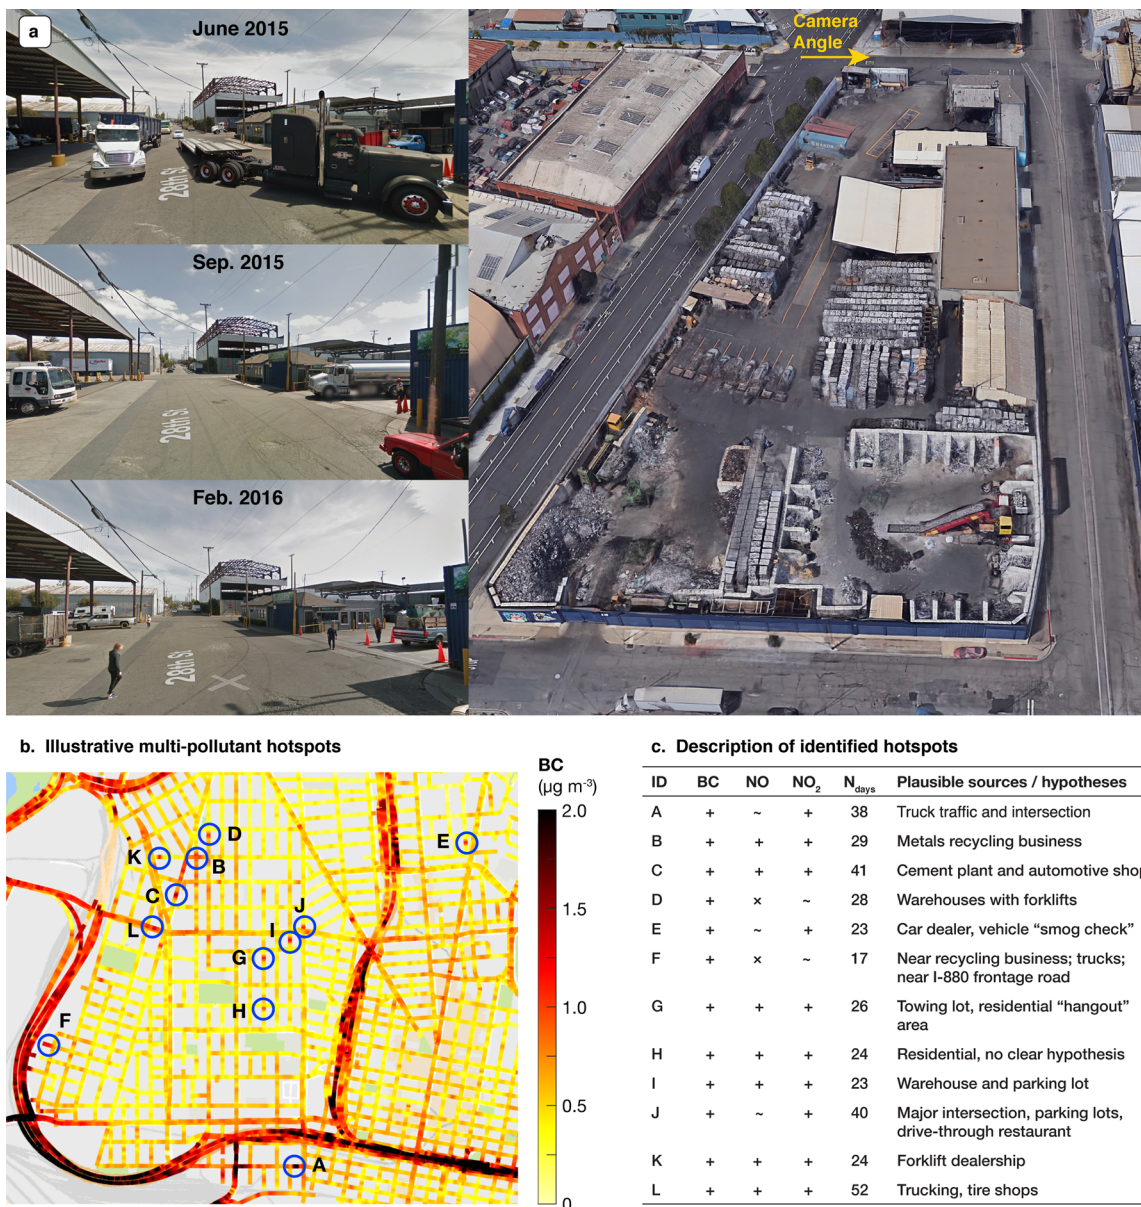 a
June 2015
28th St
Sep. 2015
28th St
Feb. 2016
28th St
Camera
Angle
b. Illustrative multi-pollutant hotspots
BC
(µg m-3)
2.0
1.5
1.0
0.5
0
D
K
B
E
C
J
L
I
G
H
F
A
c. Description of identified hotspots
ID BC NO NO2 Ndays Plausible sources / hypotheses
A + ~ + 38 Truck traffic and intersection
B + + + 29 Metals recycling business
C + + + 41 Cement plant and automotive shop
D + × ~ 28 Warehouses with forklifts
E + ~ + 23 Car dealer, vehicle “smog check”
F + × ~ 17 Near recycling business; trucks;
near I-880 frontage road
G + + + 26 Towing lot, residential “hangout”
area
H + + + 24 Residential, no clear hypothesis
I + + + 23 Warehouse and parking lot
J + ~ + 40 Major intersection, parking lots,
drive-through restaurant
K + + + 24 Forklift dealership
L + + + 52 Trucking, tire shops